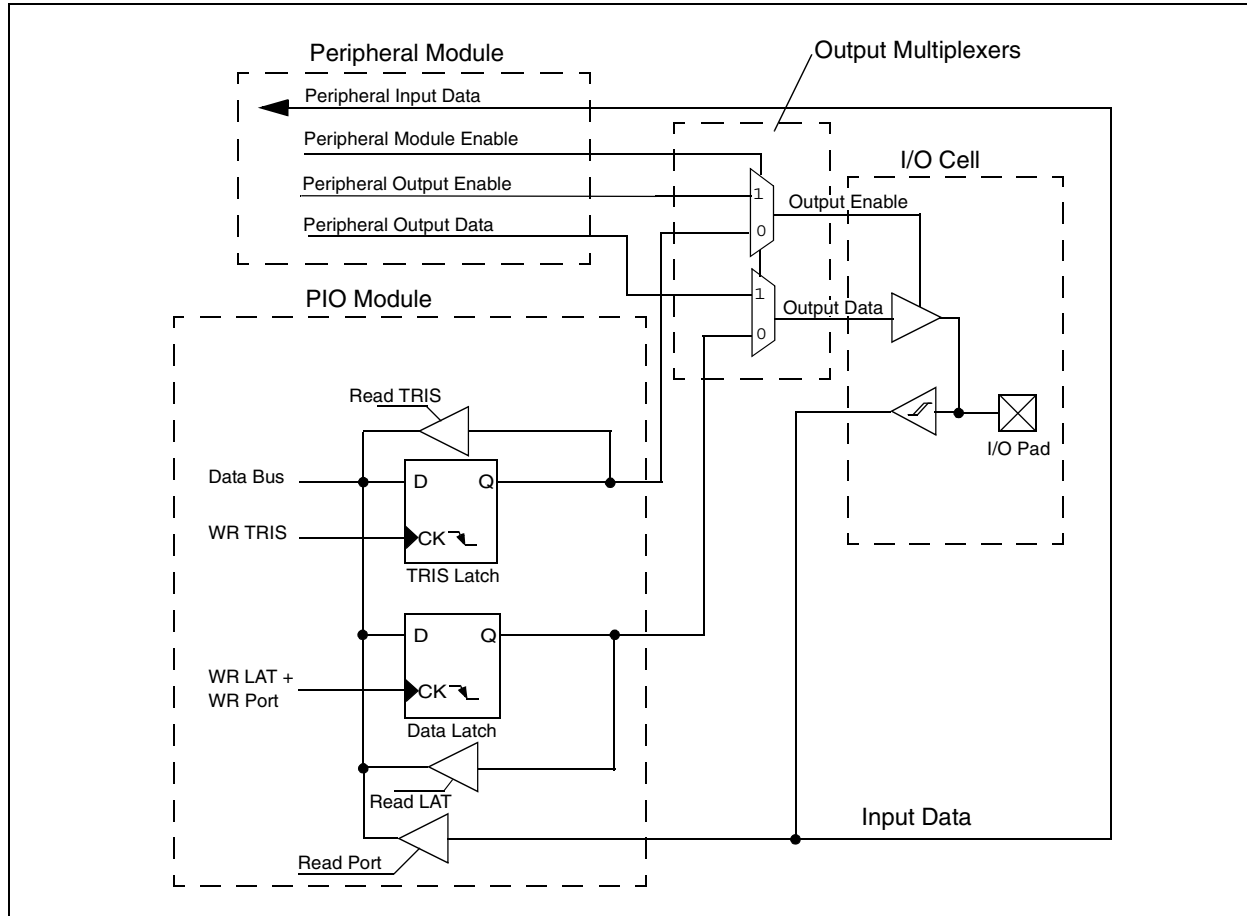 Peripheral Module
Output Multiplexers
Peripheral Input Data
Peripheral Module Enable
I/O Cell
Peripheral Output Enable
1
Output Enable
Peripheral Output Data
0
PIO Module
1
Output Data
0
Read TRIS
I/O Pad
Data Bus
D
Q
WR TRIS
CK
TRIS Latch
D
Q
WR LAT +
WR Port
CK
Data Latch
Read LAT
Input Data
Read Port